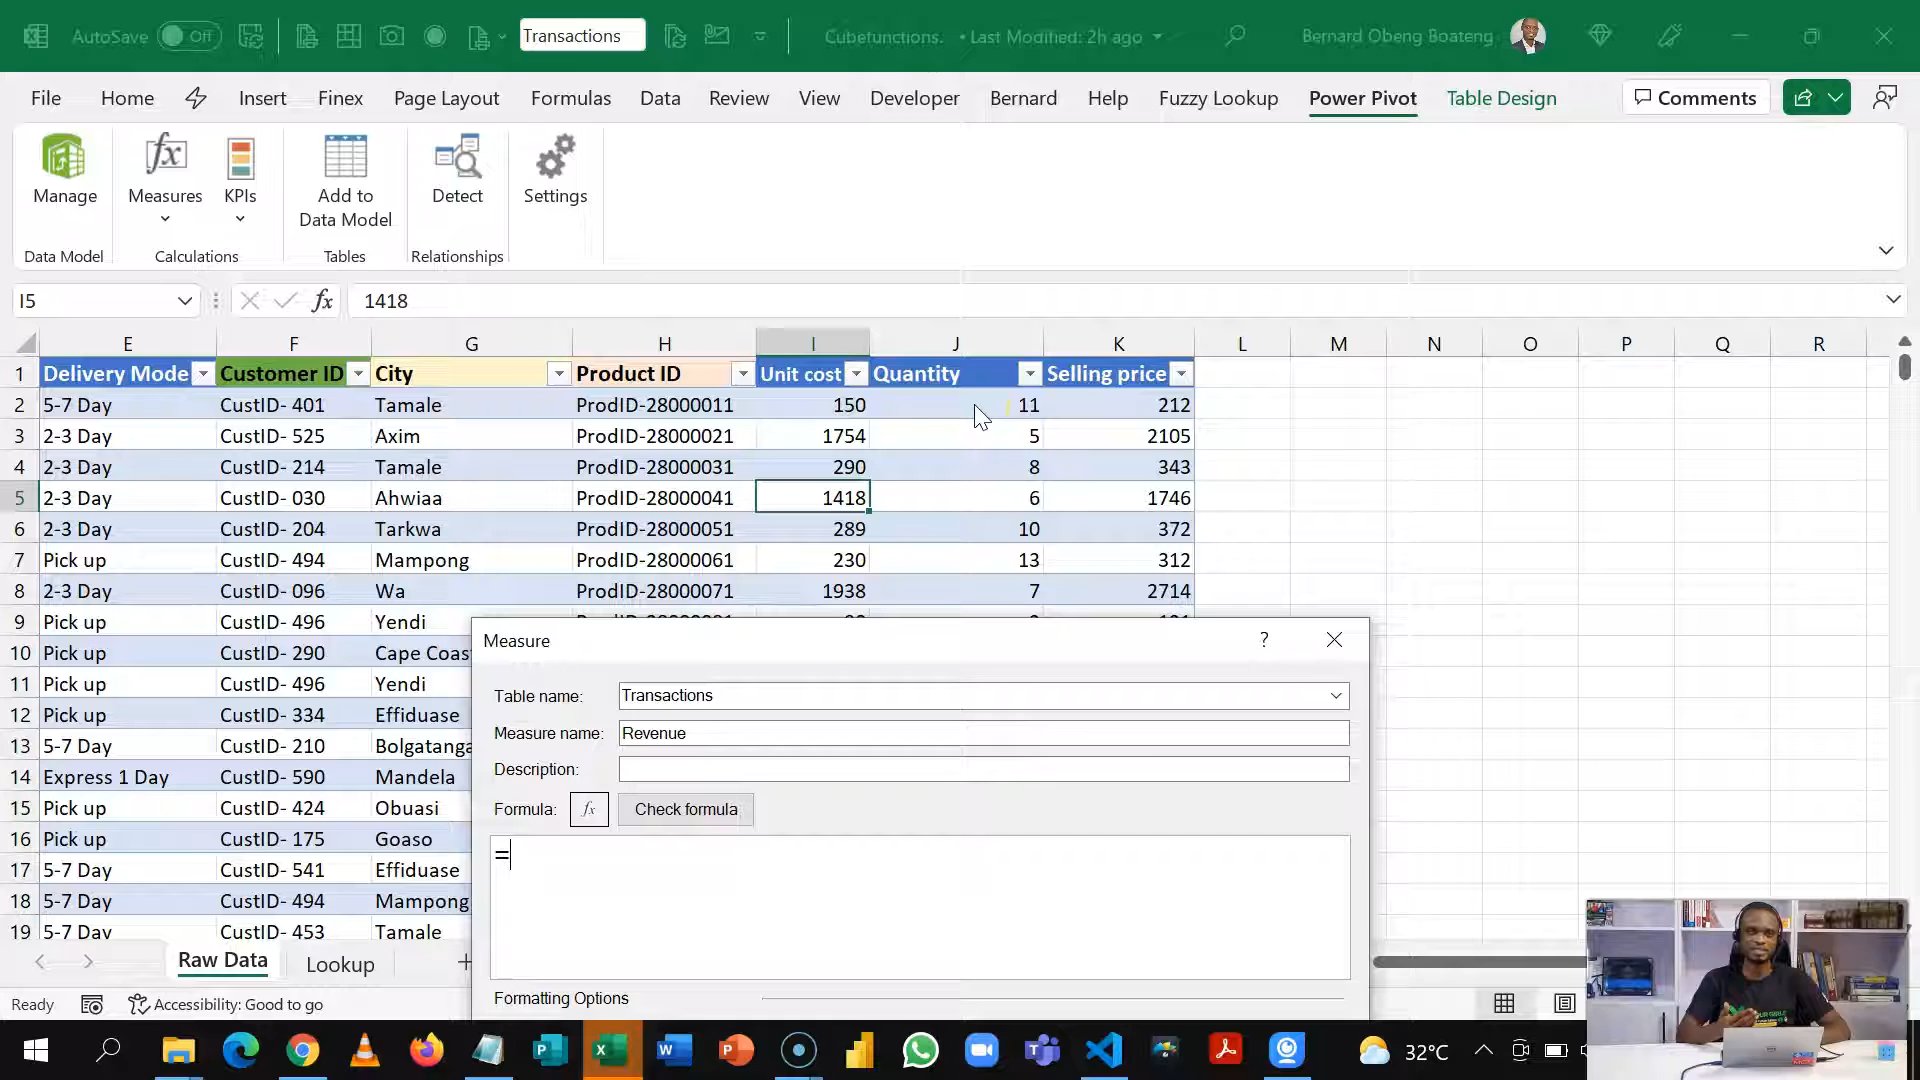 AutoSave Off Transactions Cubefunctions. • Last Modified: 2h ago Bernard Obeng Boateng
File Home Insert Finex Page Layout Formulas Data Review View Developer Bernard Help Fuzzy Lookup Power Pivot Table Design Comments
Manage Measures KPIs Add to Data Model Detect Settings
Data Model Calculations Tables Relationships
I5 fx 1418
E F G H I J K L M N O P Q R
1 Delivery Mode Customer ID City Product ID Unit cost Quantity Selling price
2 5-7 Day CustID- 401 Tamale ProdID-28000011 150 11 212
3 2-3 Day CustID- 525 Axim ProdID-28000021 1754 5 2105
4 2-3 Day CustID- 214 Tamale ProdID-28000031 290 8 343
5 2-3 Day CustID- 030 Ahwiaa ProdID-28000041 1418 6 1746
6 2-3 Day CustID- 204 Tarkwa ProdID-28000051 289 10 372
7 Pick up CustID- 494 Mampong ProdID-28000061 230 13 312
8 2-3 Day CustID- 096 Wa ProdID-28000071 1938 7 2714
9 Pick up CustID- 496 Yendi
10 Pick up CustID- 290 Cape Coas
11 Pick up CustID- 496 Yendi
12 Pick up CustID- 334 Effiduase
13 5-7 Day CustID- 210 Bolgatanga
14 Express 1 Day CustID- 590 Mandela
15 Pick up CustID- 424 Obuasi
16 Pick up CustID- 175 Goaso
17 5-7 Day CustID- 541 Effiduase
18 5-7 Day CustID- 494 Mampong
19 5-7 Day CustID- 453 Tamale
Measure ?
Table name: Transactions
Measure name: Revenue
Description:
Formula: fx Check formula
=
Formatting Options
Raw Data Lookup +
Ready Accessibility: Good to go
32°C